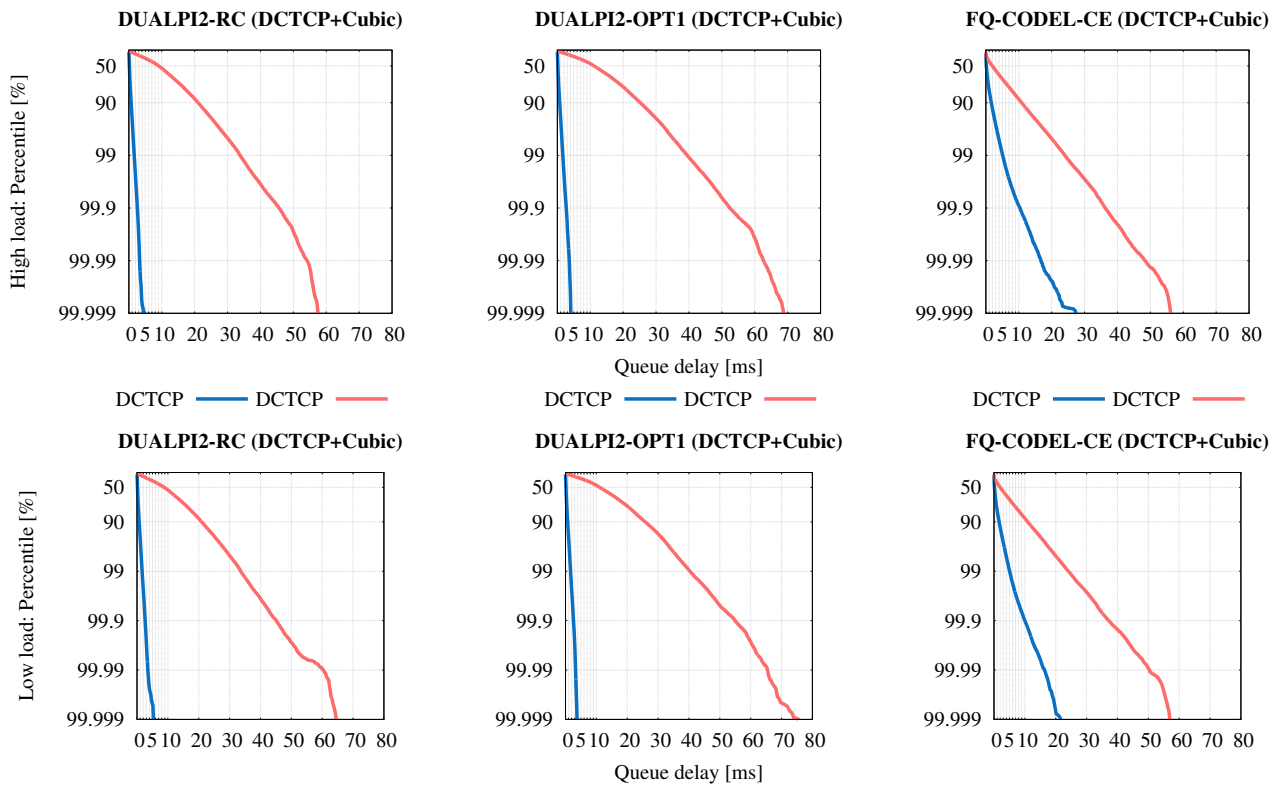 DUALPI2-RC (DCTCP+Cubic) DUALPI2-OPT1 (DCTCP+Cubic) FQ-CODEL-CE (DCTCP+Cubic)
High load: Percentile [%]
50 50 50
90 90 90
99 99 99
99.9 99.9 99.9
99.99 99.99 99.99
99.999 99.999 99.999
0 5 10 20 30 40 50 60 70 80 0 5 10 20 30 40 50 60 70 80 0 5 10 20 30 40 50 60 70 80
Queue delay [ms]
DCTCP DCTCP DCTCP DCTCP DCTCP DCTCP
DUALPI2-RC (DCTCP+Cubic) DUALPI2-OPT1 (DCTCP+Cubic) FQ-CODEL-CE (DCTCP+Cubic)
Low load: Percentile [%]
50 50 50
90 90 90
99 99 99
99.9 99.9 99.9
99.99 99.99 99.99
99.999 99.999 99.999
0 5 10 20 30 40 50 60 70 80 0 5 10 20 30 40 50 60 70 80 0 5 10 20 30 40 50 60 70 80
Queue delay [ms]